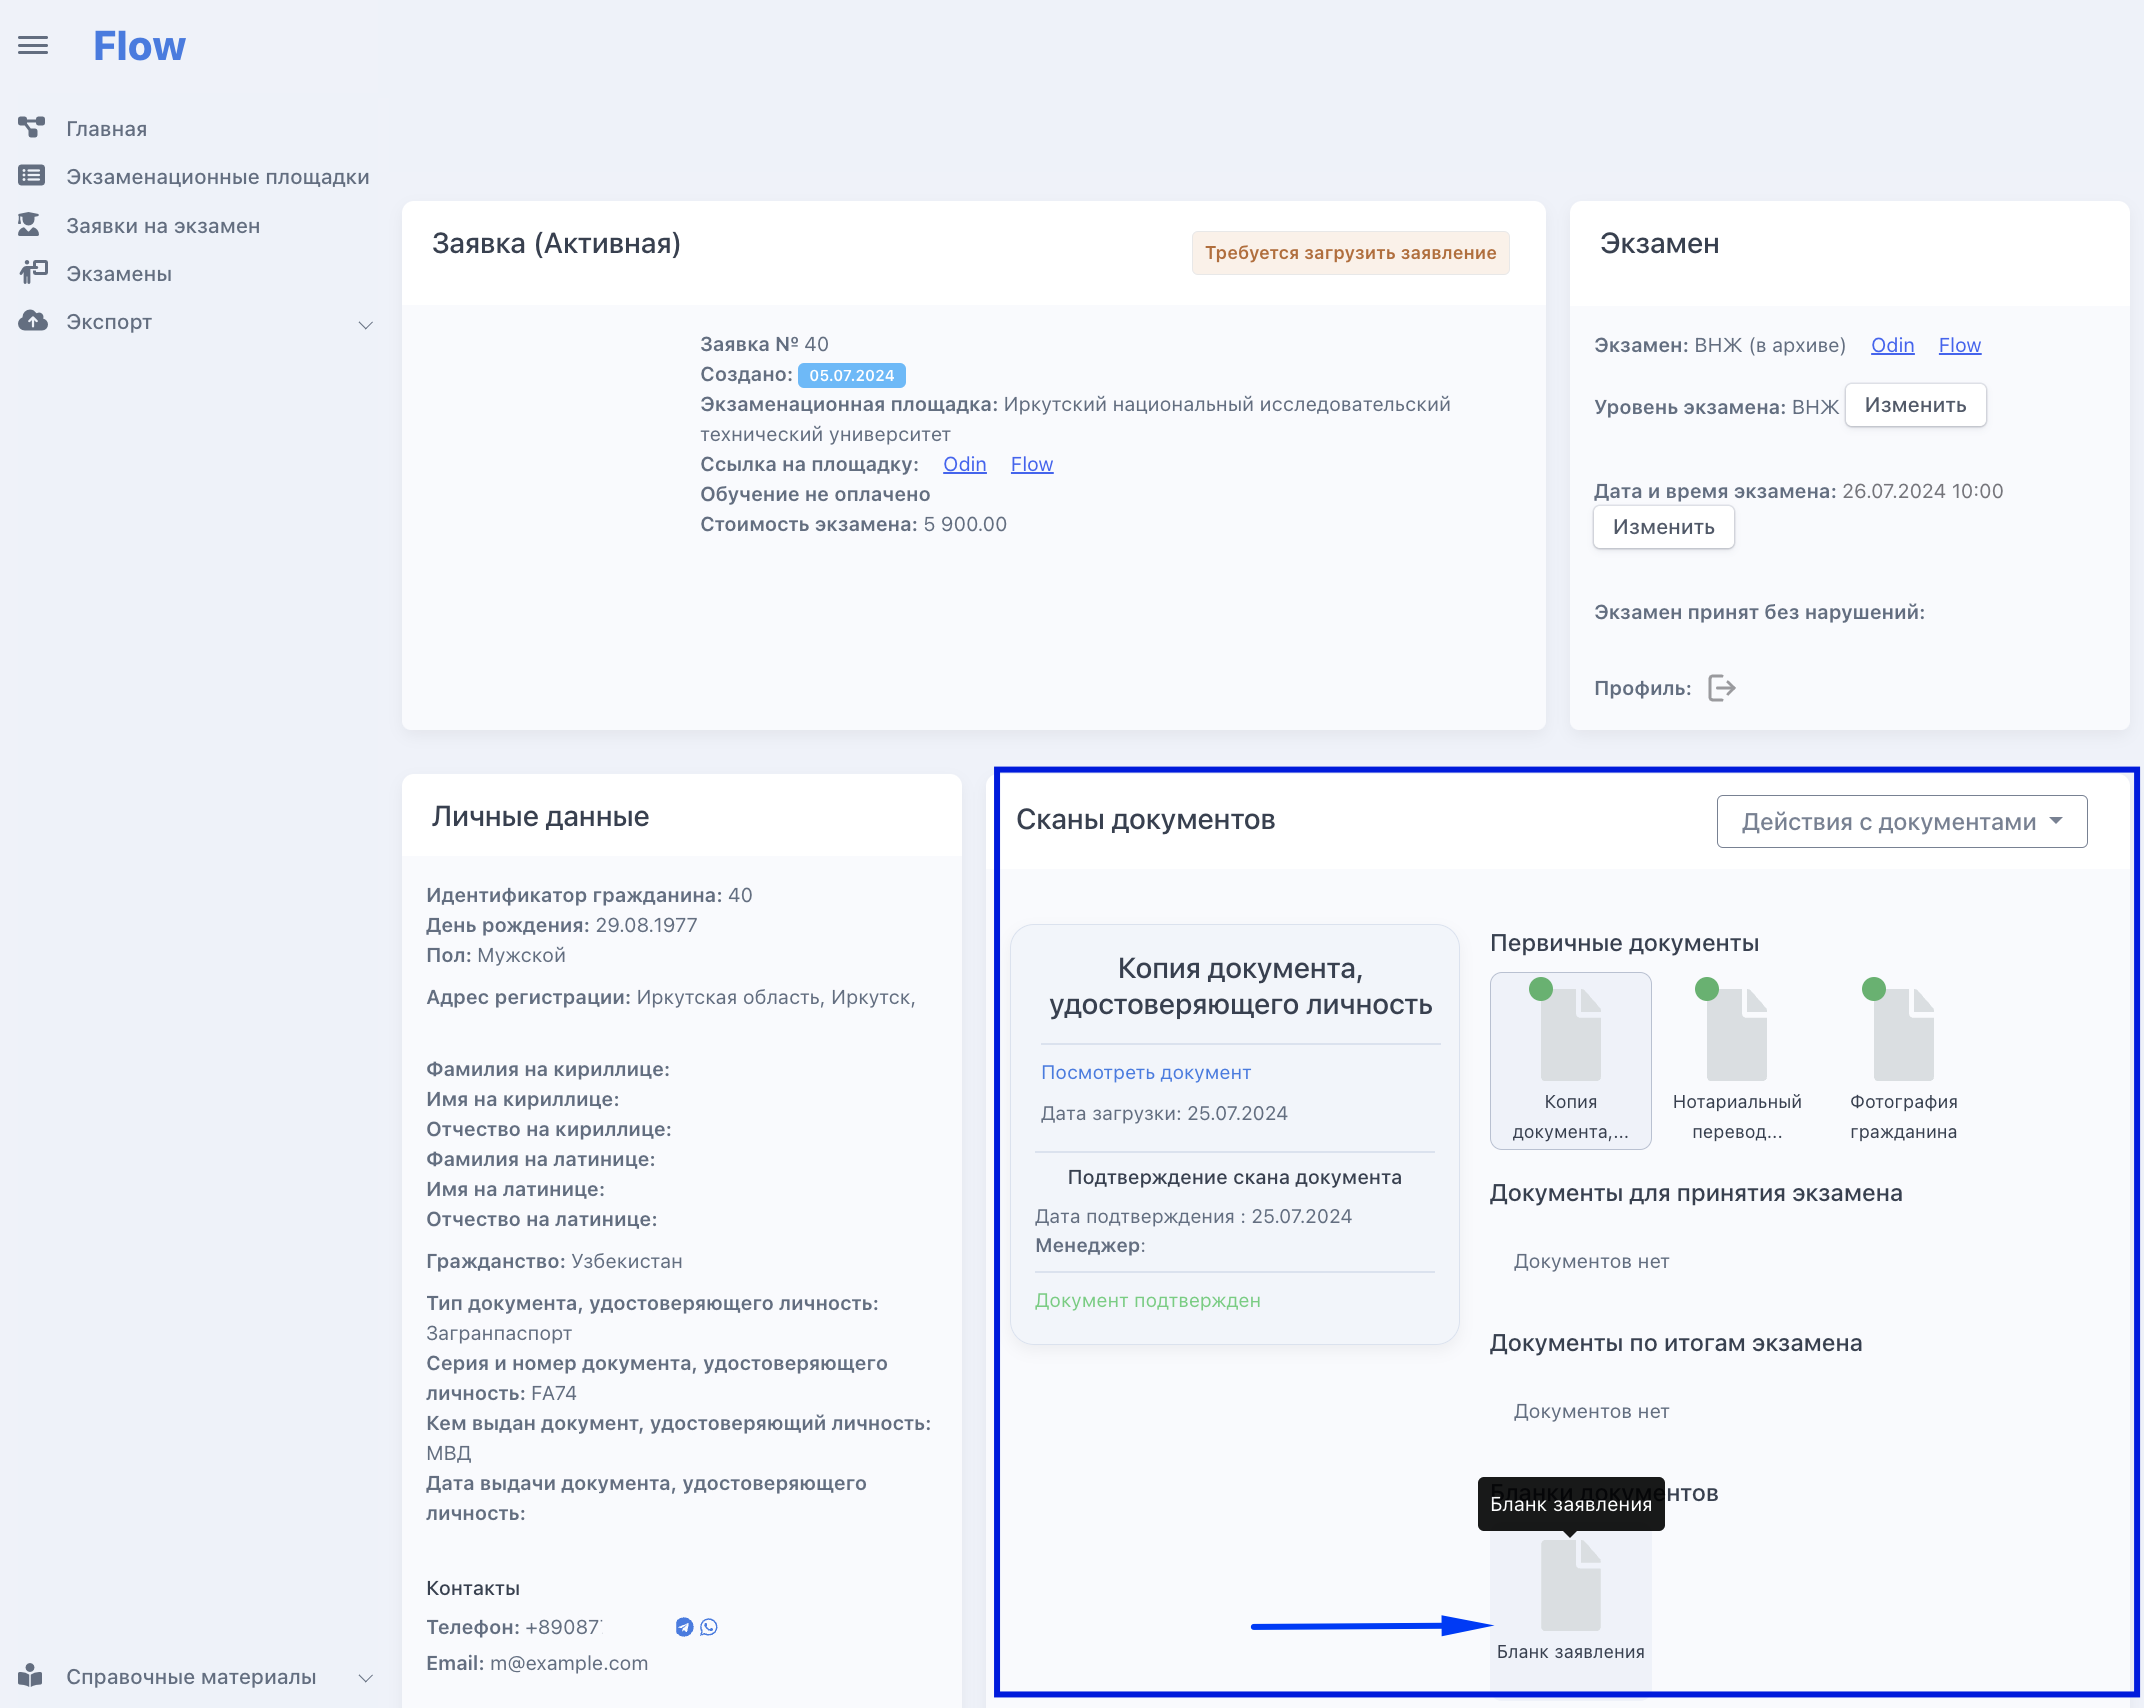 Flow
Главная
Экзаменационные площадки
Заявки на экзамен
Экзамены
Экспорт
Справочные материалы
Заявка (Активная)
Требуется загрузить заявление
Заявка № 40
Создано: 05.07.2024
Экзаменационная площадка: Иркутский национальный исследовательский
технический университет
Ссылка на площадку: Odin Flow
Обучение не оплачено
Стоимость экзамена: 5 900.00
Экзамен
Экзамен: ВНЖ (в архиве) Odin Flow
Уровень экзамена: ВНЖ Изменить
Дата и время экзамена: 26.07.2024 10:00
Изменить
Экзамен принят без нарушений:
Профиль:
Личные данные
Идентификатор гражданина: 40
День рождения: 29.08.1977
Пол: Мужской
Адрес регистрации: Иркутская область, Иркутск,
Фамилия на кириллице:
Имя на кириллице:
Отчество на кириллице:
Фамилия на латинице:
Имя на латинице:
Отчество на латинице:
Гражданство: Узбекистан
Тип документа, удостоверяющего личность:
Загранпаспорт
Серия и номер документа, удостоверяющего
личность: FA74
Кем выдан документ, удостоверяющий личность:
МВД
Дата выдачи документа, удостоверяющего
личность:
Контакты
Телефон: +89087
Email: m@example.com
Сканы документов
Действия с документами
Копия документа,
удостоверяющего личность
Посмотреть документ
Дата загрузки: 25.07.2024
Подтверждение скана документа
Дата подтверждения : 25.07.2024
Менеджер:
Документ подтвержден
Первичные документы
Копия
документа,...
Нотариальный
перевод...
Фотография
гражданина
Документы для принятия экзамена
Документов нет
Документы по итогам экзамена
Документов нет
Бланки документов
Бланк заявления
Бланк заявления